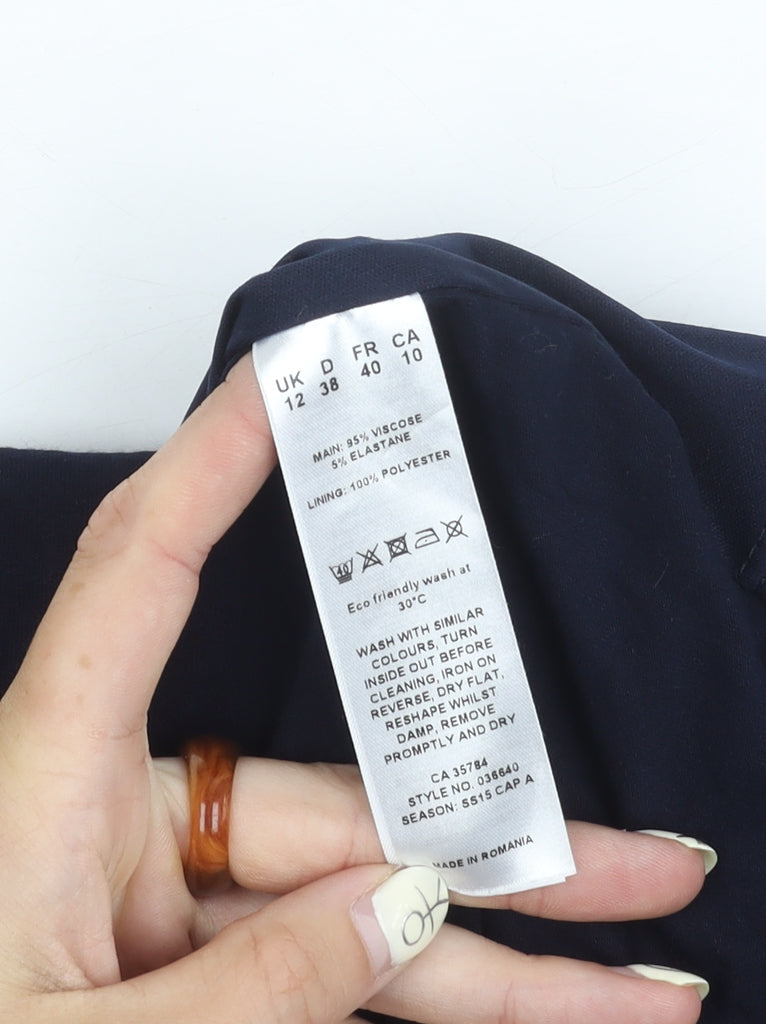 UK D FR CA
12 38 40 10
MAIN: 95% VISCOSE
5% ELASTANE
LINING: 100% POLYESTER
40
Eco friendly wash at
30°C
WASH WITH SIMILAR
COLOURS, TURN
INSIDE OUT BEFORE
CLEANING, IRON ON
REVERSE, DRY FLAT,
RESHAPE WHILST
DAMP, REMOVE
PROMPTLY AND DRY
CA 35784
STYLE NO. 036640
SEASON: SS15 CAP A
MADE IN ROMANIA